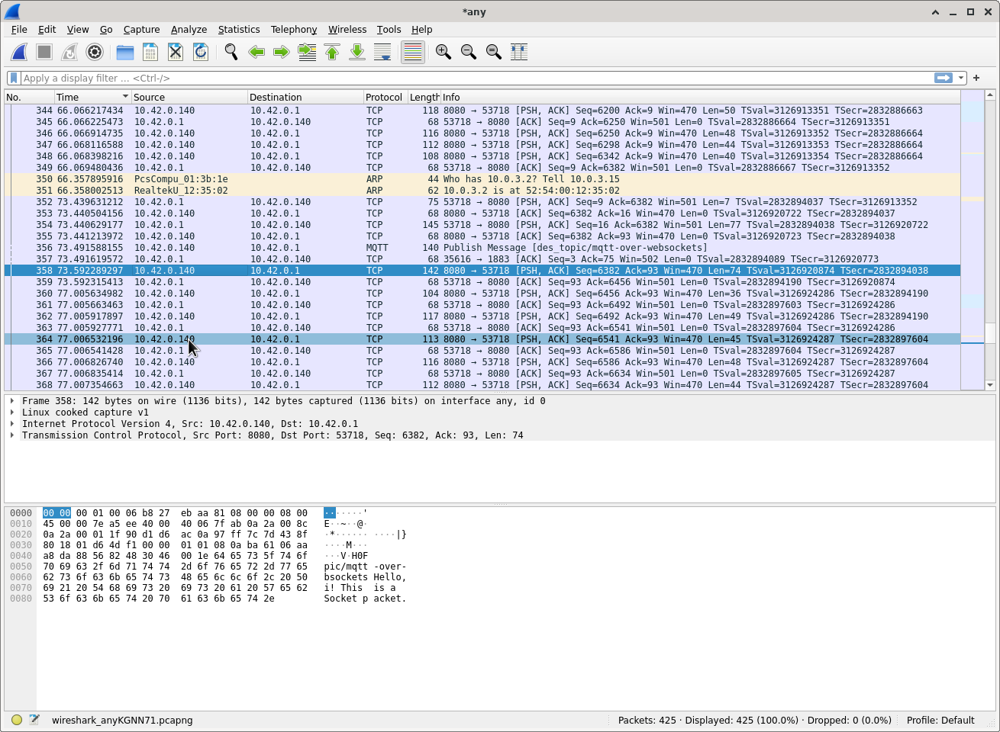 *any
File Edit View Go Capture Analyze Statistics Telephony Wireless Tools Help
Apply a display filter ... <Ctrl-/>
No. Time Source Destination Protocol Length Info
344 66.066217434 10.42.0.140 10.42.0.1 TCP 118 8080 → 53718 [PSH, ACK] Seq=6200 Ack=9 Win=470 Len=50 TSval=3126913351 TSecr=2832886663
345 66.066225473 10.42.0.1 10.42.0.140 TCP 68 53718 → 8080 [ACK] Seq=9 Ack=6250 Win=501 Len=0 TSval=2832886664 TSecr=3126913351
346 66.066914735 10.42.0.140 10.42.0.1 TCP 116 8080 → 53718 [PSH, ACK] Seq=6250 Ack=9 Win=470 Len=48 TSval=3126913352 TSecr=2832886664
347 66.068116588 10.42.0.140 10.42.0.1 TCP 112 8080 → 53718 [PSH, ACK] Seq=6298 Ack=9 Win=470 Len=44 TSval=3126913353 TSecr=2832886664
348 66.068398216 10.42.0.140 10.42.0.1 TCP 108 8080 → 53718 [PSH, ACK] Seq=6342 Ack=9 Win=470 Len=40 TSval=3126913354 TSecr=2832886664
349 66.069480436 10.42.0.1 10.42.0.140 TCP 68 53718 → 8080 [ACK] Seq=9 Ack=6382 Win=501 Len=0 TSval=2832886667 TSecr=3126913352
350 66.357895916 PcsCompu_01:3b:1e ARP 44 Who has 10.0.3.2? Tell 10.0.3.15
351 66.358002513 RealtekU_12:35:02 ARP 62 10.0.3.2 is at 52:54:00:12:35:02
352 73.439631212 10.42.0.1 10.42.0.140 TCP 75 53718 → 8080 [PSH, ACK] Seq=9 Ack=6382 Win=501 Len=7 TSval=2832894037 TSecr=3126913352
353 73.440504156 10.42.0.140 10.42.0.1 TCP 68 8080 → 53718 [ACK] Seq=6382 Ack=16 Win=470 Len=0 TSval=3126920722 TSecr=2832894037
354 73.440629177 10.42.0.1 10.42.0.140 TCP 145 53718 → 8080 [PSH, ACK] Seq=16 Ack=6382 Win=501 Len=77 TSval=2832894038 TSecr=3126920722
355 73.441213972 10.42.0.140 10.42.0.1 TCP 68 8080 → 53718 [ACK] Seq=6382 Ack=93 Win=470 Len=0 TSval=3126920723 TSecr=2832894038
356 73.491588155 10.42.0.140 10.42.0.1 MQTT 140 Publish Message [des_topic/mqtt-over-websockets]
357 73.491619572 10.42.0.1 10.42.0.140 TCP 68 35616 → 1883 [ACK] Seq=3 Ack=75 Win=502 Len=0 TSval=2832894089 TSecr=3126920773
358 73.592289297 10.42.0.140 10.42.0.1 TCP 142 8080 → 53718 [PSH, ACK] Seq=6382 Ack=93 Win=470 Len=74 TSval=3126920874 TSecr=2832894038
359 73.592315413 10.42.0.1 10.42.0.140 TCP 68 53718 → 8080 [ACK] Seq=93 Ack=6456 Win=501 Len=0 TSval=2832894190 TSecr=3126920874
360 77.005634982 10.42.0.140 10.42.0.1 TCP 104 8080 → 53718 [PSH, ACK] Seq=6456 Ack=93 Win=470 Len=36 TSval=3126924286 TSecr=2832894190
361 77.005663463 10.42.0.1 10.42.0.140 TCP 68 53718 → 8080 [ACK] Seq=93 Ack=6492 Win=501 Len=0 TSval=2832897603 TSecr=3126924286
362 77.005917897 10.42.0.140 10.42.0.1 TCP 117 8080 → 53718 [PSH, ACK] Seq=6492 Ack=93 Win=470 Len=49 TSval=3126924286 TSecr=2832894190
363 77.005927771 10.42.0.1 10.42.0.140 TCP 68 53718 → 8080 [ACK] Seq=93 Ack=6541 Win=501 Len=0 TSval=2832897604 TSecr=3126924286
364 77.006532196 10.42.0.140 10.42.0.1 TCP 113 8080 → 53718 [PSH, ACK] Seq=6541 Ack=93 Win=470 Len=45 TSval=3126924287 TSecr=2832897604
365 77.006541428 10.42.0.1 10.42.0.140 TCP 68 53718 → 8080 [ACK] Seq=93 Ack=6586 Win=501 Len=0 TSval=2832897604 TSecr=3126924287
366 77.006826740 10.42.0.140 10.42.0.1 TCP 116 8080 → 53718 [PSH, ACK] Seq=6586 Ack=93 Win=470 Len=48 TSval=3126924287 TSecr=2832897604
367 77.006835414 10.42.0.1 10.42.0.140 TCP 68 53718 → 8080 [ACK] Seq=93 Ack=6634 Win=501 Len=0 TSval=2832897605 TSecr=3126924287
368 77.007354663 10.42.0.140 10.42.0.1 TCP 112 8080 → 53718 [PSH, ACK] Seq=6634 Ack=93 Win=470 Len=44 TSval=3126924287 TSecr=2832897604
Frame 358: 142 bytes on wire (1136 bits), 142 bytes captured (1136 bits) on interface any, id 0
Linux cooked capture v1
Internet Protocol Version 4, Src: 10.42.0.140, Dst: 10.42.0.1
Transmission Control Protocol, Src Port: 8080, Dst Port: 53718, Seq: 6382, Ack: 93, Len: 74
0000 00 00 00 01 00 06 b8 27 eb aa 81 08 00 00 08 00 ·······'
0010 45 00 00 7e a5 ee 40 00 40 06 7f ab 0a 2a 00 8c E··~··@·
0020 0a 2a 00 01 1f 90 d1 d6 ac 0a 97 ff 7c 7d 43 8f ·*······ ····|}
0030 80 18 01 d6 4d f1 00 00 01 01 08 0a ba 61 06 aa ····M···
0040 a8 da 88 56 82 48 30 46 00 1e 64 65 73 5f 74 6f ···V·H0F
0050 70 69 63 2f 6d 71 74 74 2d 6f 76 65 72 2d 77 65 pic/mqtt -over-
0060 62 73 6f 63 6b 65 74 73 48 65 6c 6c 6f 2c 20 50 bsockets Hello,
0070 69 21 20 54 68 69 73 20 69 73 20 61 20 57 65 62 i! This is a
0080 53 6f 63 6b 65 74 20 70 61 63 6b 65 74 2e Socket p acket.
wireshark_anyKGNN71.pcapng Packets: 425 · Displayed: 425 (100.0%) · Dropped: 0 (0.0%) Profile: Default